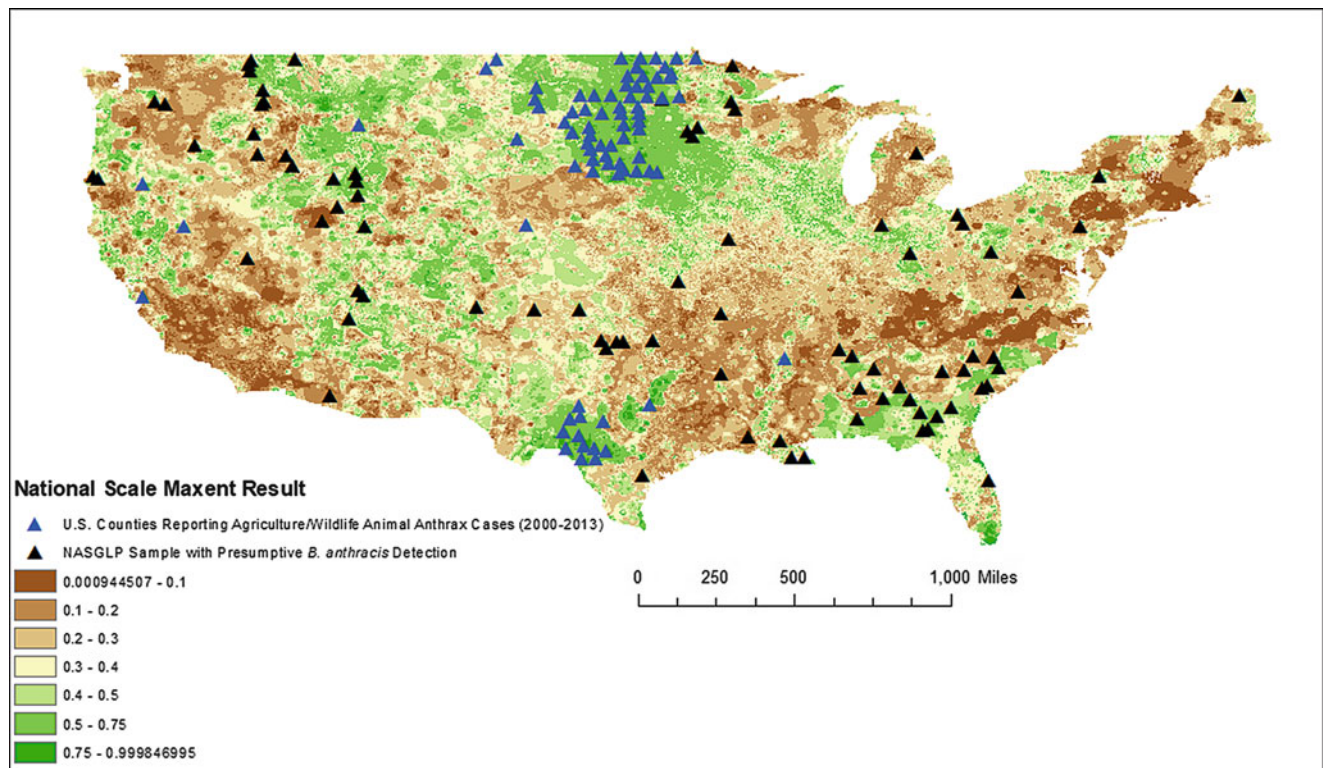 National Scale Maxent Result
U.S. Counties Reporting Agriculture/Wildlife Animal Anthrax Cases (2000-2013)
NASGLP Sample with Presumptive B. anthracis Detection
0.000944507 - 0.1
0.1 - 0.2
0.2 - 0.3
0.3 - 0.4
0.4 - 0.5
0.5 - 0.75
0.75 - 0.999846995
0 250 500 1,000 Miles